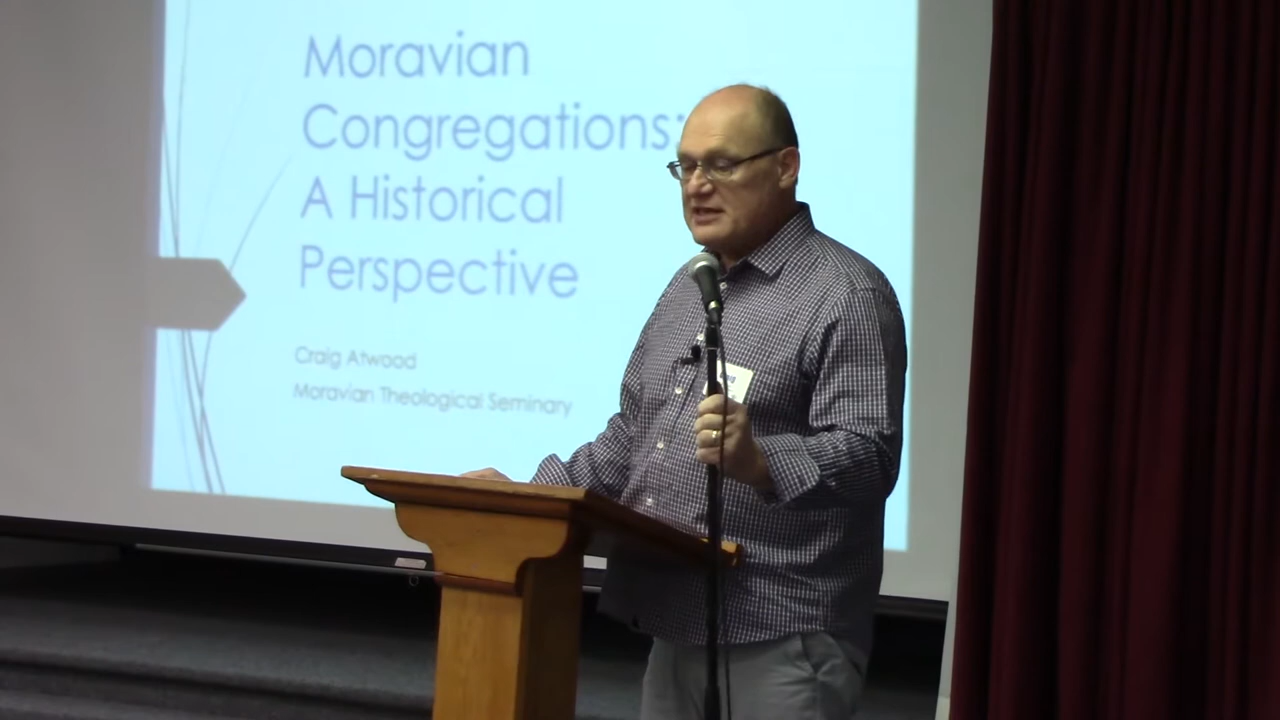 Moravian
Congregations:
A Historical
Perspective
Craig Atwood
Moravian Theological Seminary